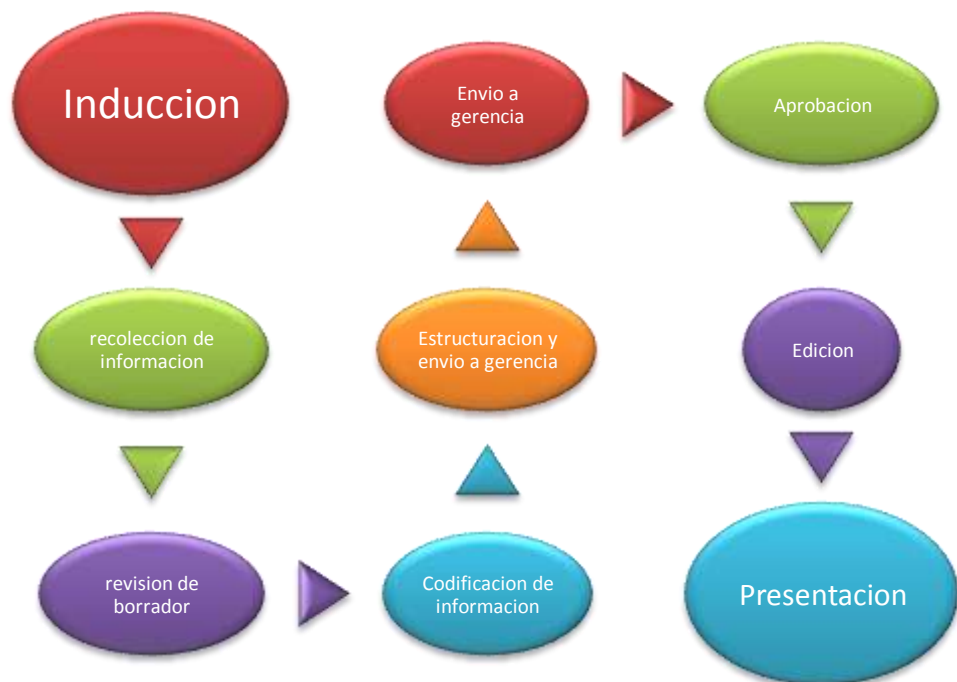 Induccion
recoleccion de
informacion
revision de
borrador
Codificacion de
informacion
Estructuracion y
envio a gerencia
Envio a
gerencia
Aprobacion
Edicion
Presentacion